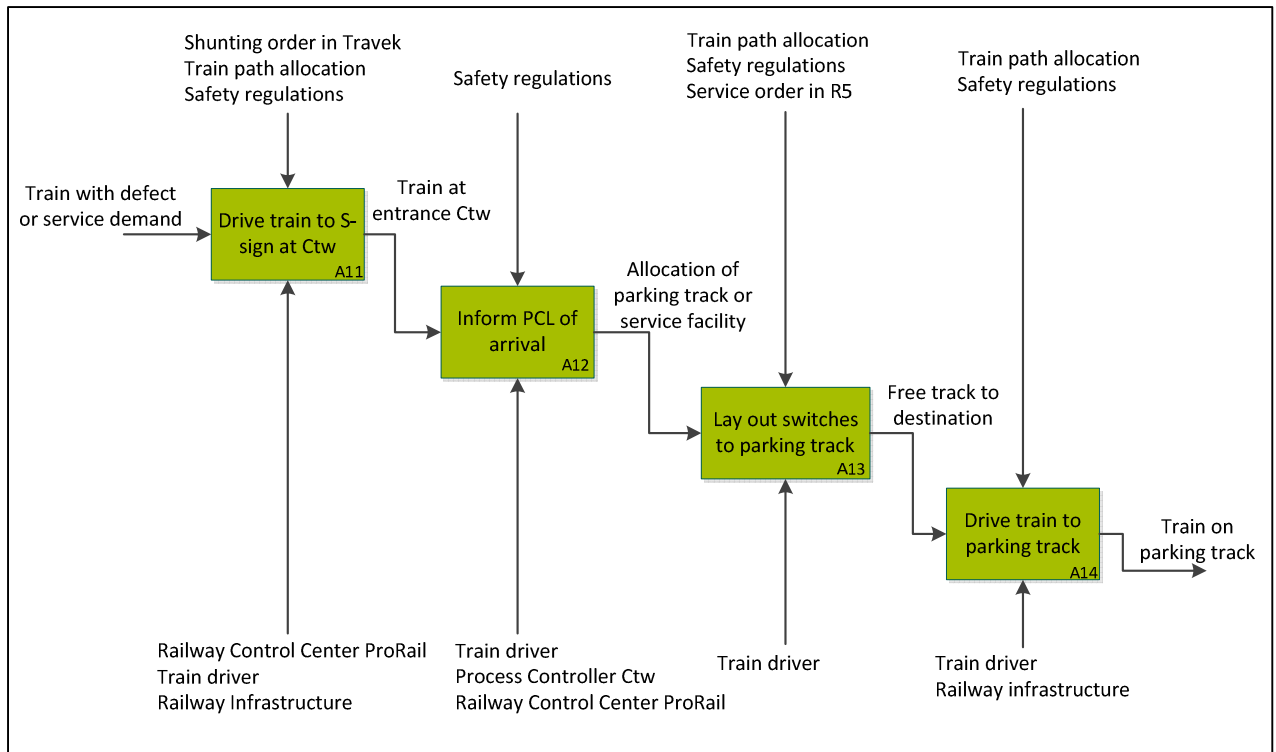 Shunting order in Travek
Train path allocation
Safety regulations
Safety regulations
Train path allocation
Safety regulations
Service order in R5
Train path allocation
Safety regulations
Train with defect
or service demand
Drive train to S-
sign at Ctw
A11
Train at
entrance Ctw
Inform PCL of
arrival
A12
Allocation of
parking track or
service facility
Lay out switches
to parking track
A13
Free track to
destination
Drive train to
parking track
A14
Train on
parking track
Railway Control Center ProRail
Train driver
Railway Infrastructure
Train driver
Process Controller Ctw
Railway Control Center ProRail
Train driver
Train driver
Railway infrastructure